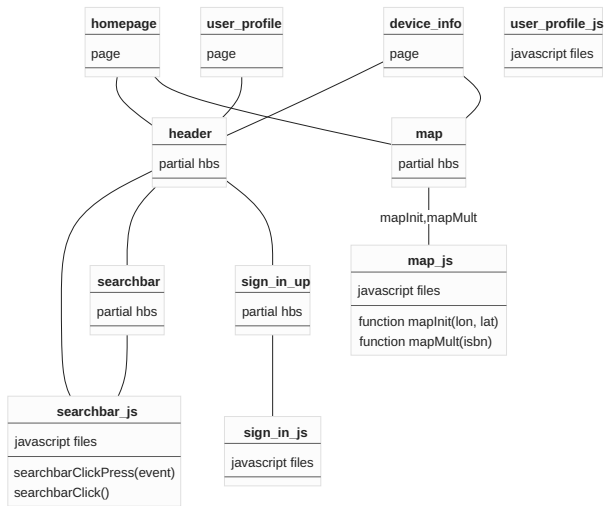 homepage
page
user_profile
page
device_info
page
user_profile_js
javascript files
header
partial hbs
map
partial hbs
mapInit,mapMult
searchbar
partial hbs
sign_in_up
partial hbs
map_js
javascript files
function mapInit(lon, lat)
function mapMult(isbn)
searchbar_js
javascript files
searchbarClickPress(event)
searchbarClick()
sign_in_js
javascript files